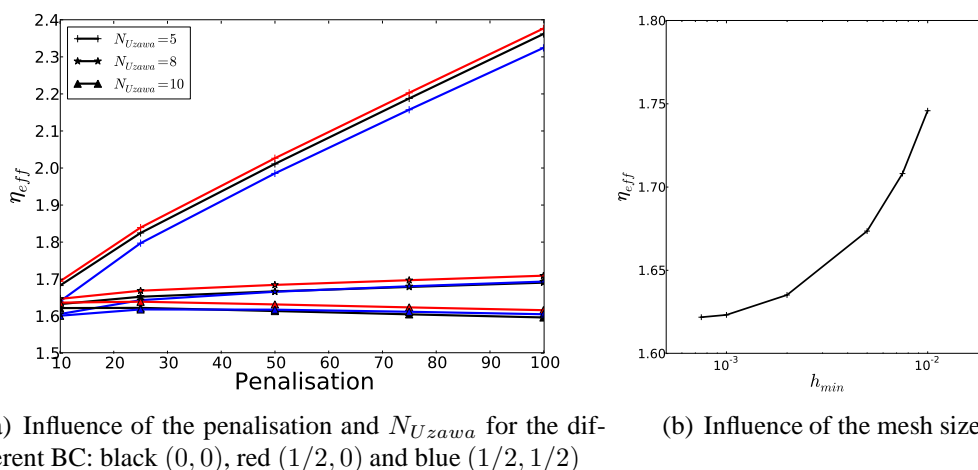 2.4
2.3
2.2
2.1
2.0
1.9
1.8
1.7
1.6
1.5
η_eff
N_Uzawa=5
N_Uzawa=8
N_Uzawa=10
10 20 30 40 50 60 70 80 90 100
Penalisation
a) Influence of the penalisation and N_Uzawa for the dif-
erent BC: black (0, 0), red (1/2, 0) and blue (1/2, 1/2)
1.80
1.75
1.70
1.65
1.60
η_eff
10^-3 10^-2
h_min
(b) Influence of the mesh size